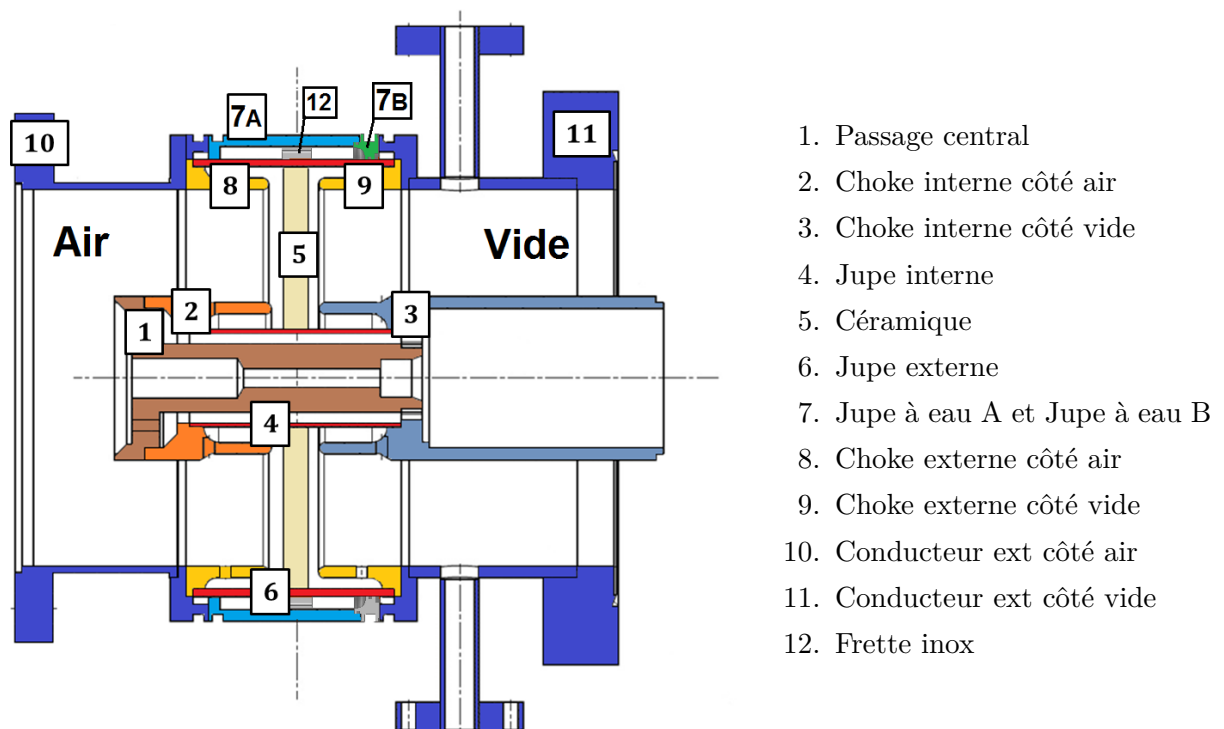 7A
12
7B
10
11
8
9
Air
5
Vide
2
3
1
4
6
1. Passage central
2. Choke interne côté air
3. Choke interne côté vide
4. Jupe interne
5. Céramique
6. Jupe externe
7. Jupe à eau A et Jupe à eau B
8. Choke externe côté air
9. Choke externe côté vide
10. Conducteur ext côté air
11. Conducteur ext côté vide
12. Frette inox